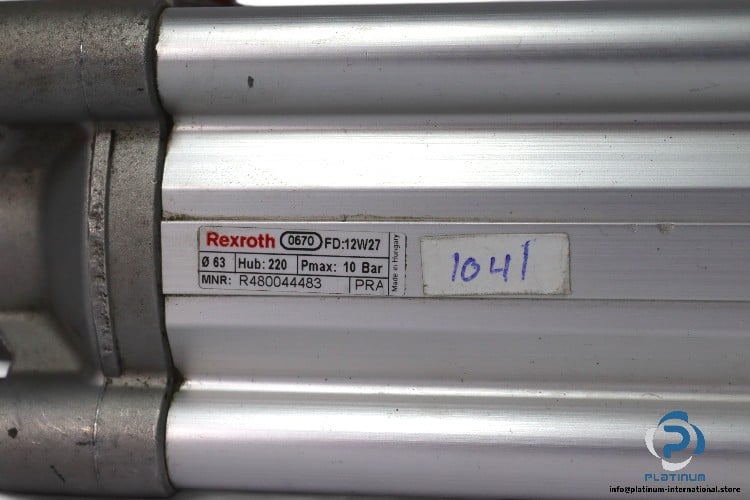 Rexroth 0670 FD:12W27
Ø 63 Hub: 220 Pmax: 10 Bar
MNR: R480044483 PRA
Made in Hungary
1041
PLATINUM
info@platinum-international.store